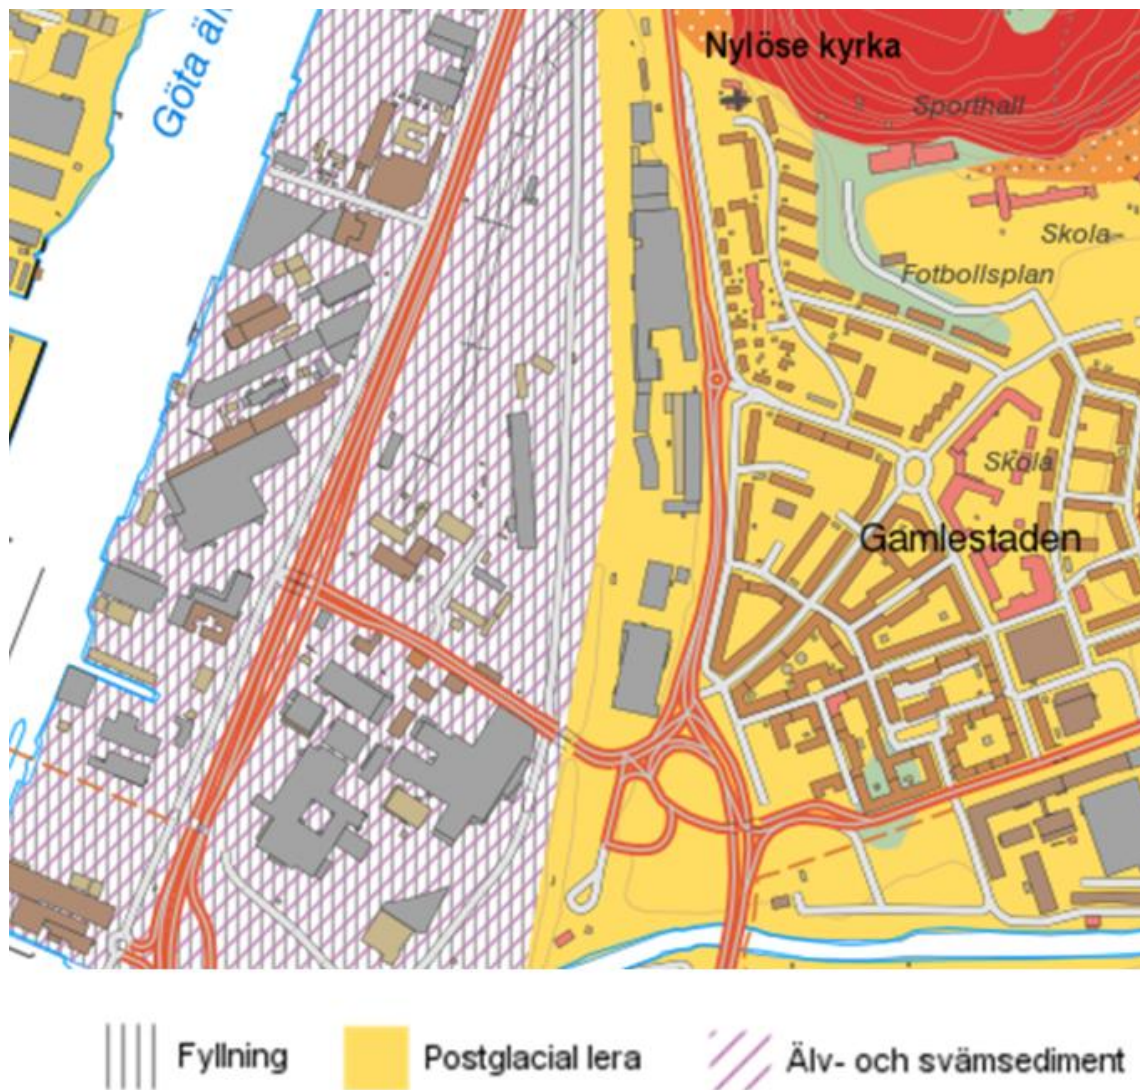 Göta äl
Nylöse kyrka
Sporthall
Skola
Fotbollsplan
Skola
Gamlestaden
Fyllning
Postglacial lera
Älv- och svämsediment